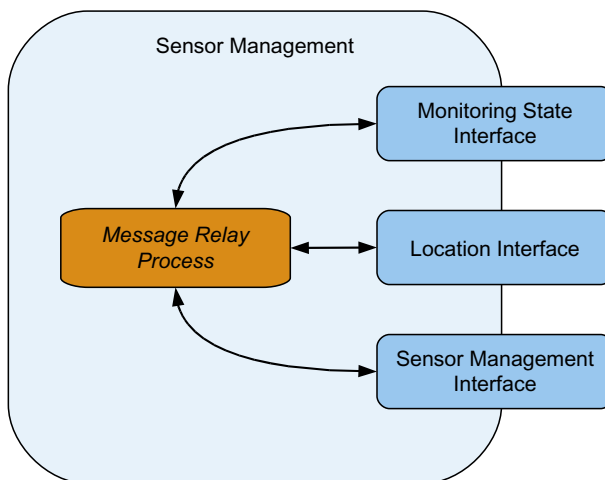 Sensor Management
Monitoring State
Interface
Message Relay
Process
Location Interface
Sensor Management
Interface